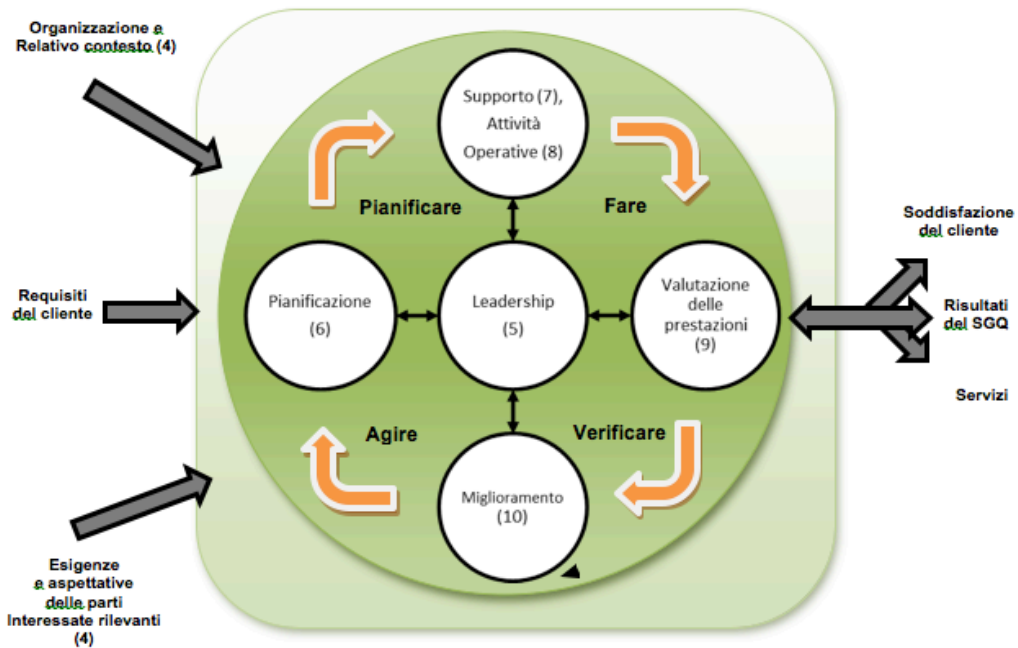 Organizzazione e
Relativo contesto (4)
Supporto (7),
Attività
Operative (8)
Pianificare
Fare
Soddisfazione
del cliente
Requisiti
del cliente
Pianificazione
(6)
Leadership
(5)
Valutazione
delle
prestazioni
(9)
Risultati
del SGQ
Servizi
Agire
Verificare
Miglioramento
(10)
Esigenze
e aspettative
delle parti
Interessate rilevanti
(4)